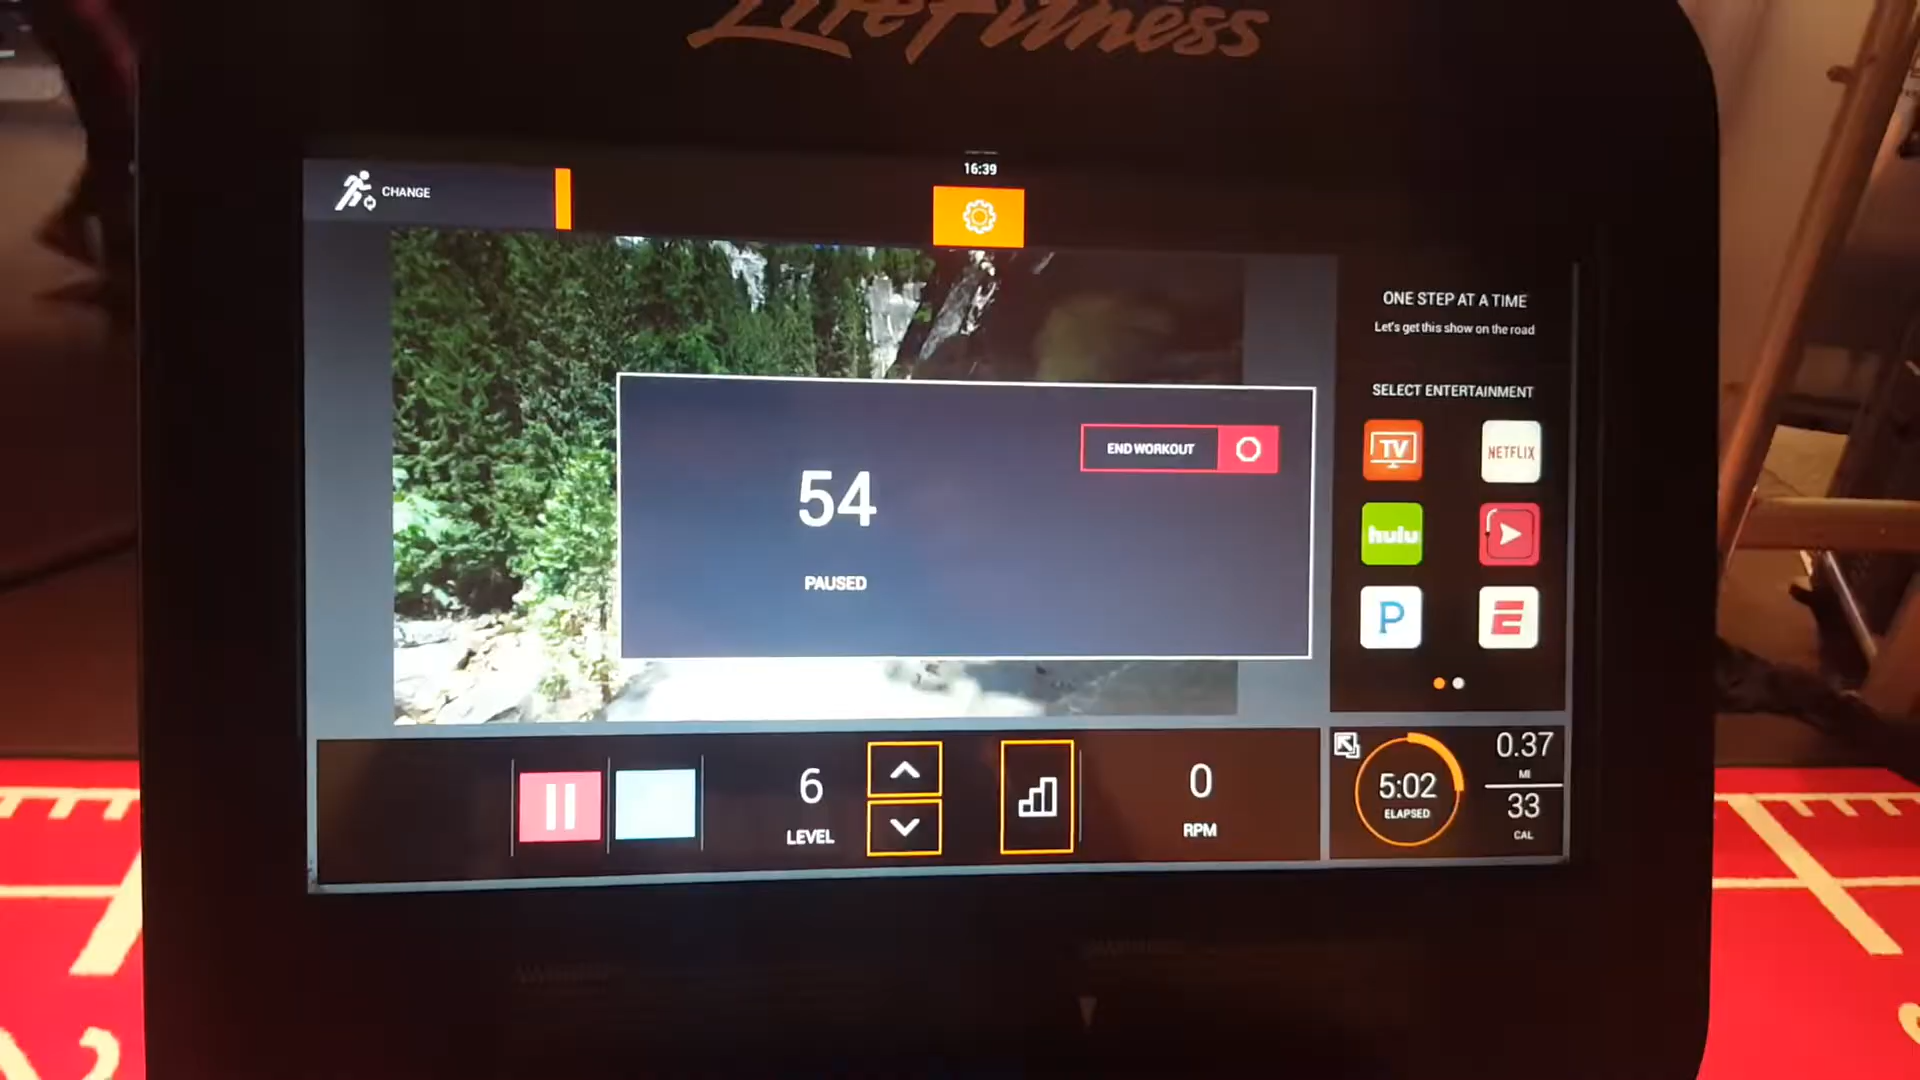 LifeFitness
16:39
CHANGE
ONE STEP AT A TIME
Let's get this show on the road
SELECT ENTERTAINMENT
TV
NETFLIX
hulu
P
E
END WORKOUT
54
PAUSED
6
LEVEL
0
RPM
5:02
ELAPSED
0.37
MI
33
CAL